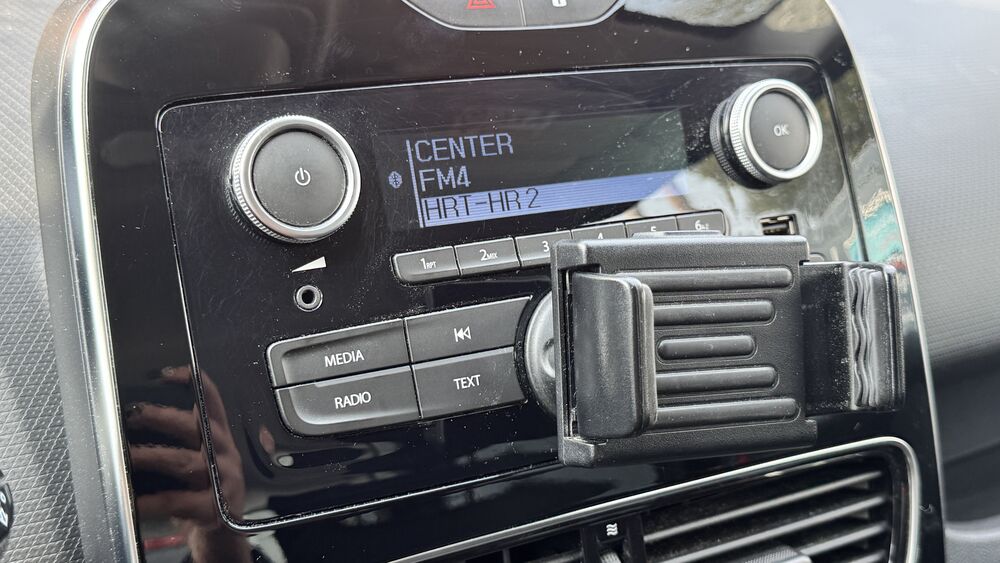 CENTER
FM4
HRT-HR 2
OK
1RPT
2MIX
3
4
5
6
MEDIA
RADIO
TEXT